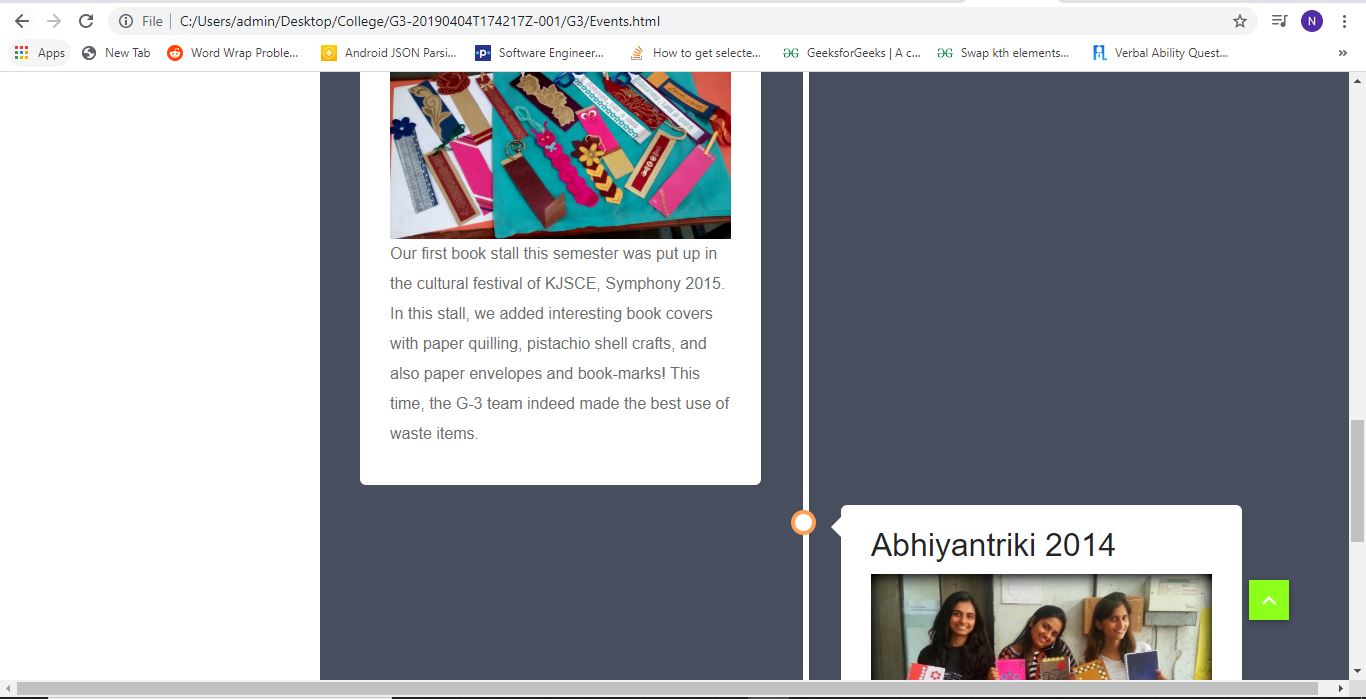 File
C:/Users/admin/Desktop/College/G3-20190404T174217Z-001/G3/Events.html
N
Apps
New Tab
Word Wrap Proble...
Android JSON Parsi...
Software Engineer...
How to get selecte...
GeeksforGeeks | A c...
Swap kth elements...
Verbal Ability Quest...
»
Our first book stall this semester was put up in
the cultural festival of KJSCE, Symphony 2015.
In this stall, we added interesting book covers
with paper quilling, pistachio shell crafts, and
also paper envelopes and book-marks! This
time, the G-3 team indeed made the best use of
waste items.
Abhiyantriki 2014